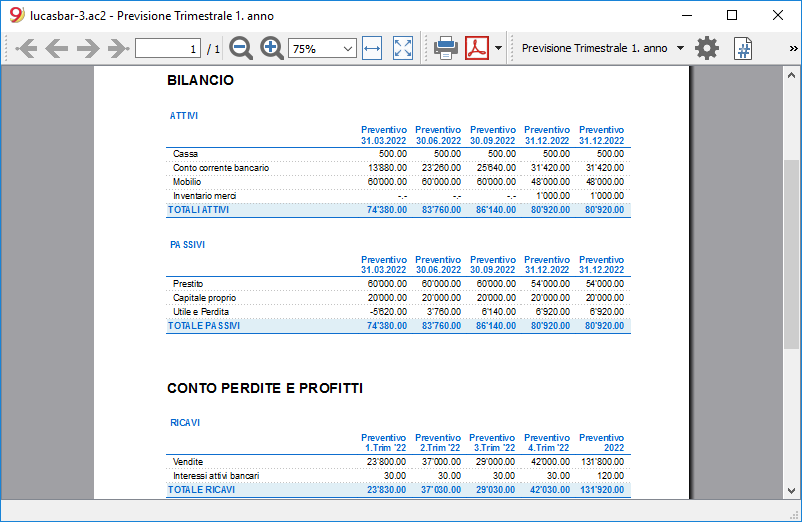 lucasbar-3.ac2 - Previsione Trimestrale 1. anno
1 / 1 75% Previsione Trimestrale 1. anno »
BILANCIO
ATTIVI
Preventivo Preventivo Preventivo Preventivo Preventivo
31.03.2022 30.06.2022 30.09.2022 31.12.2022 31.12.2022
Cassa 500.00 500.00 500.00 500.00 500.00
Conto corrente bancario 13'880.00 23'260.00 25'640.00 31'420.00 31'420.00
Mobilio 60'000.00 60'000.00 60'000.00 48'000.00 48'000.00
Inventario merci -.- -.- -.- 1'000.00 1'000.00
TOTALI ATTIVI 74'380.00 83'760.00 86'140.00 80'920.00 80'920.00
PASSIVI
Preventivo Preventivo Preventivo Preventivo Preventivo
31.03.2022 30.06.2022 30.09.2022 31.12.2022 31.12.2022
Prestito 60'000.00 60'000.00 60'000.00 54'000.00 54'000.00
Capitale proprio 20'000.00 20'000.00 20'000.00 20'000.00 20'000.00
Utile e Perdita -5'620.00 3'760.00 6'140.00 6'920.00 6'920.00
TOTALE PASSIVI 74'380.00 83'760.00 86'140.00 80'920.00 80'920.00
CONTO PERDITE E PROFITTI
RICAVI
Preventivo Preventivo Preventivo Preventivo Preventivo
1.Trim '22 2.Trim '22 3.Trim '22 4.Trim '22 2022
Vendite 23'800.00 37'000.00 29'000.00 42'000.00 131'800.00
Interessi attivi bancari 30.00 30.00 30.00 30.00 120.00
TOTALE RICAVI 23'830.00 37'030.00 29'030.00 42'030.00 131'920.00